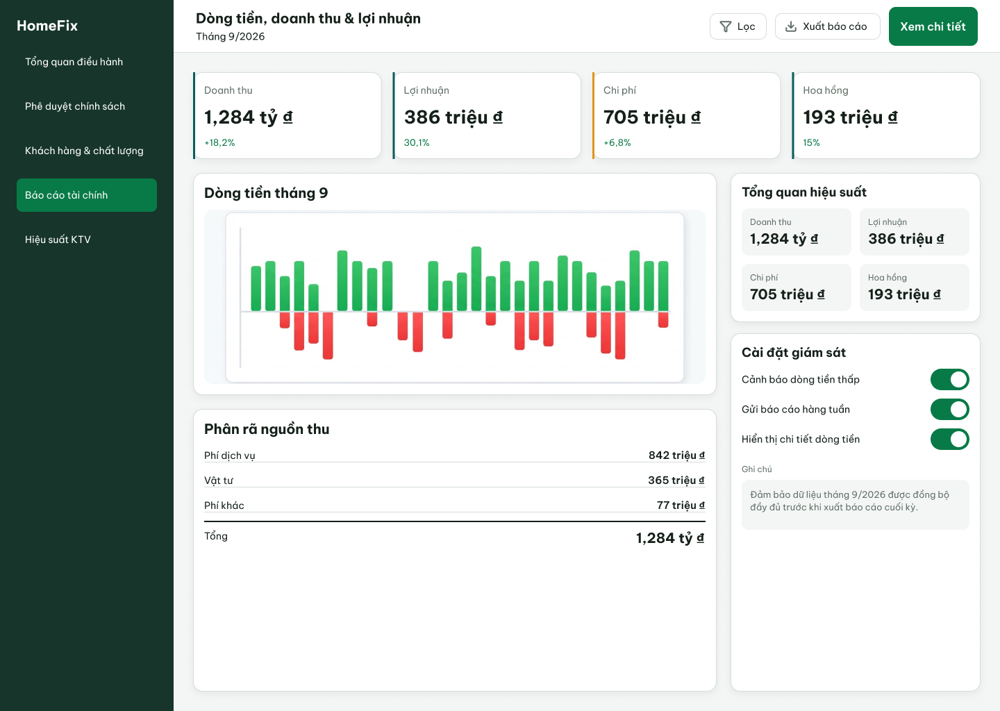 HomeFix
Tổng quan điều hành
Phê duyệt chính sách
Khách hàng & chất lượng
Báo cáo tài chính
Hiệu suất KTV
Dòng tiền, doanh thu & lợi nhuận
Tháng 9/2026
Lọc
Xuất báo cáo
Xem chi tiết
Doanh thu
1,284 tỷ ₫
+18,2%
Lợi nhuận
386 triệu ₫
30,1%
Chi phí
705 triệu ₫
+6,8%
Hoa hồng
193 triệu ₫
15%
Dòng tiền tháng 9
Phân rã nguồn thu
Phí dịch vụ 842 triệu ₫
Vật tư 365 triệu ₫
Phí khác 77 triệu ₫
Tổng 1,284 tỷ ₫
Tổng quan hiệu suất
Doanh thu
1,284 tỷ ₫
Lợi nhuận
386 triệu ₫
Chi phí
705 triệu ₫
Hoa hồng
193 triệu ₫
Cài đặt giám sát
Cảnh báo dòng tiền thấp
Gửi báo cáo hàng tuần
Hiển thị chi tiết dòng tiền
Ghi chú
Đảm bảo dữ liệu tháng 9/2026 được đồng bộ
đầy đủ trước khi xuất báo cáo cuối kỳ.